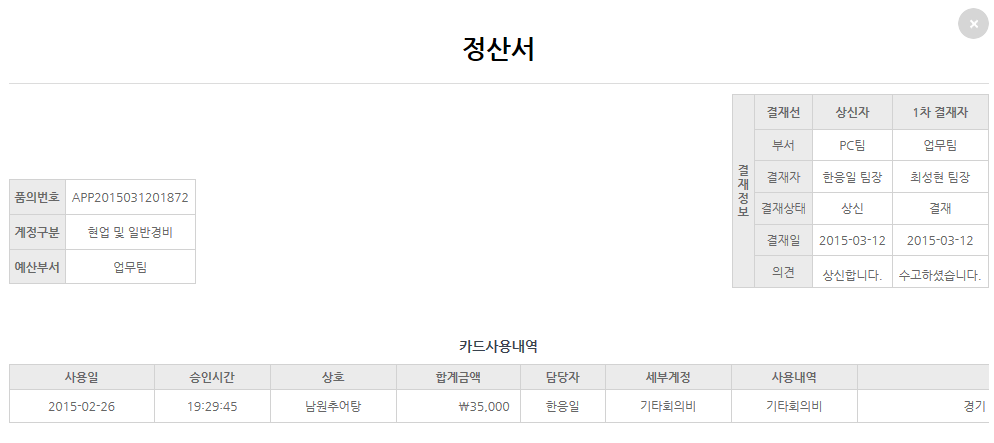 정산서
결재정보
결재선 상신자 1차 결재자
부서 PC팀 업무팀
결재자 한응일 팀장 최성현 팀장
결재상태 상신 결재
결재일 2015-03-12 2015-03-12
의견 상신합니다. 수고하셨습니다.
품의번호 APP2015031201872
계정구분 현업 및 일반경비
예산부서 업무팀
카드사용내역
사용일 승인시간 상호 합계금액 담당자 세부계정 사용내역
2015-02-26 19:29:45 남원추어탕 ₩35,000 한응일 기타회의비 기타회의비 경기